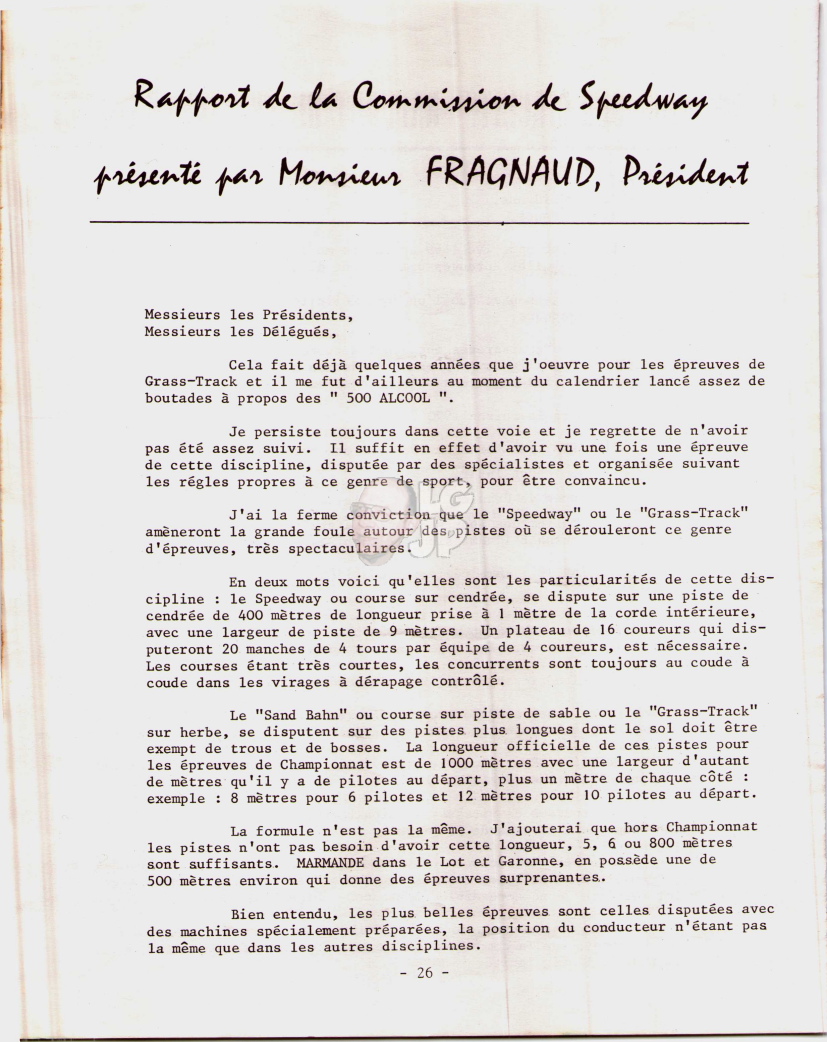 Rapport de la Commission de Speedway
présenté par Monsieur FRAGNAUD, Président
Messieurs les Présidents,
Messieurs les Délégués,
Cela fait déjà quelques années que j'oeuvre pour les épreuves de
Grass-Track et il me fut d'ailleurs au moment du calendrier lancé assez de
boutades à propos des " 500 ALCOOL ".
Je persiste toujours dans cette voie et je regrette de n'avoir
pas été assez suivi. Il suffit en effet d'avoir vu une fois une épreuve
de cette discipline, disputée par des spécialistes et organisée suivant
les régles propres à ce genre de sport, pour être convaincu.
J'ai la ferme conviction que le "Speedway" ou le "Grass-Track"
amèneront la grande foule autour des pistes où se dérouleront ce genre
d'épreuves, très spectaculaires.
En deux mots voici qu'elles sont les particularités de cette dis-
cipline : le Speedway ou course sur cendrée, se dispute sur une piste de
cendrée de 400 mètres de longueur prise à 1 mètre de la corde intérieure,
avec une largeur de piste de 9 mètres. Un plateau de 16 coureurs qui dis-
puteront 20 manches de 4 tours par équipe de 4 coureurs, est nécessaire.
Les courses étant très courtes, les concurrents sont toujours au coude à
coude dans les virages à dérapage contrôlé.
Le "Sand Bahn" ou course sur piste de sable ou le "Grass-Track"
sur herbe, se disputent sur des pistes plus longues dont le sol doit être
exempt de trous et de bosses. La longueur officielle de ces pistes pour
les épreuves de Championnat est de 1000 mètres avec une largeur d'autant
de mètres qu'il y a de pilotes au départ, plus un mètre de chaque côté :
exemple : 8 mètres pour 6 pilotes et 12 mètres pour 10 pilotes au départ.
La formule n'est pas la même. J'ajouterai que hors Championnat
les pistes n'ont pas besoin d'avoir cette longueur, 5, 6 ou 800 mètres
sont suffisants. MARMANDE dans le Lot et Garonne, en possède une de
500 mètres environ qui donne des épreuves surprenantes..
Bien entendu, les plus belles épreuves sont celles disputées avec
des machines spécialement préparées, la position du conducteur n'étant pas
la même que dans les autres disciplines.
- 26 -
LG
JP